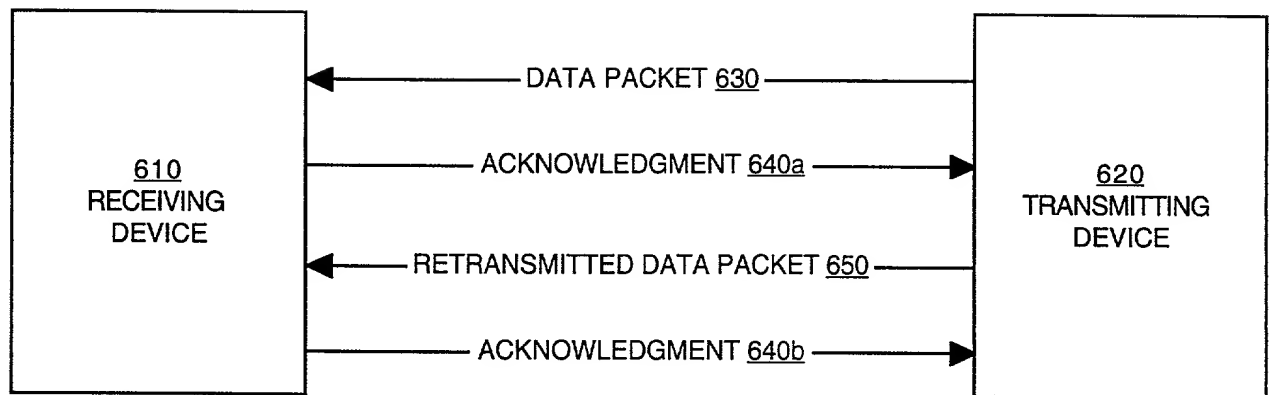 DATA PACKET 630
610
RECEIVING
DEVICE
ACKNOWLEDGMENT 640a
620
TRANSMITTING
DEVICE
RETRANSMITTED DATA PACKET 650
ACKNOWLEDGMENT 640b